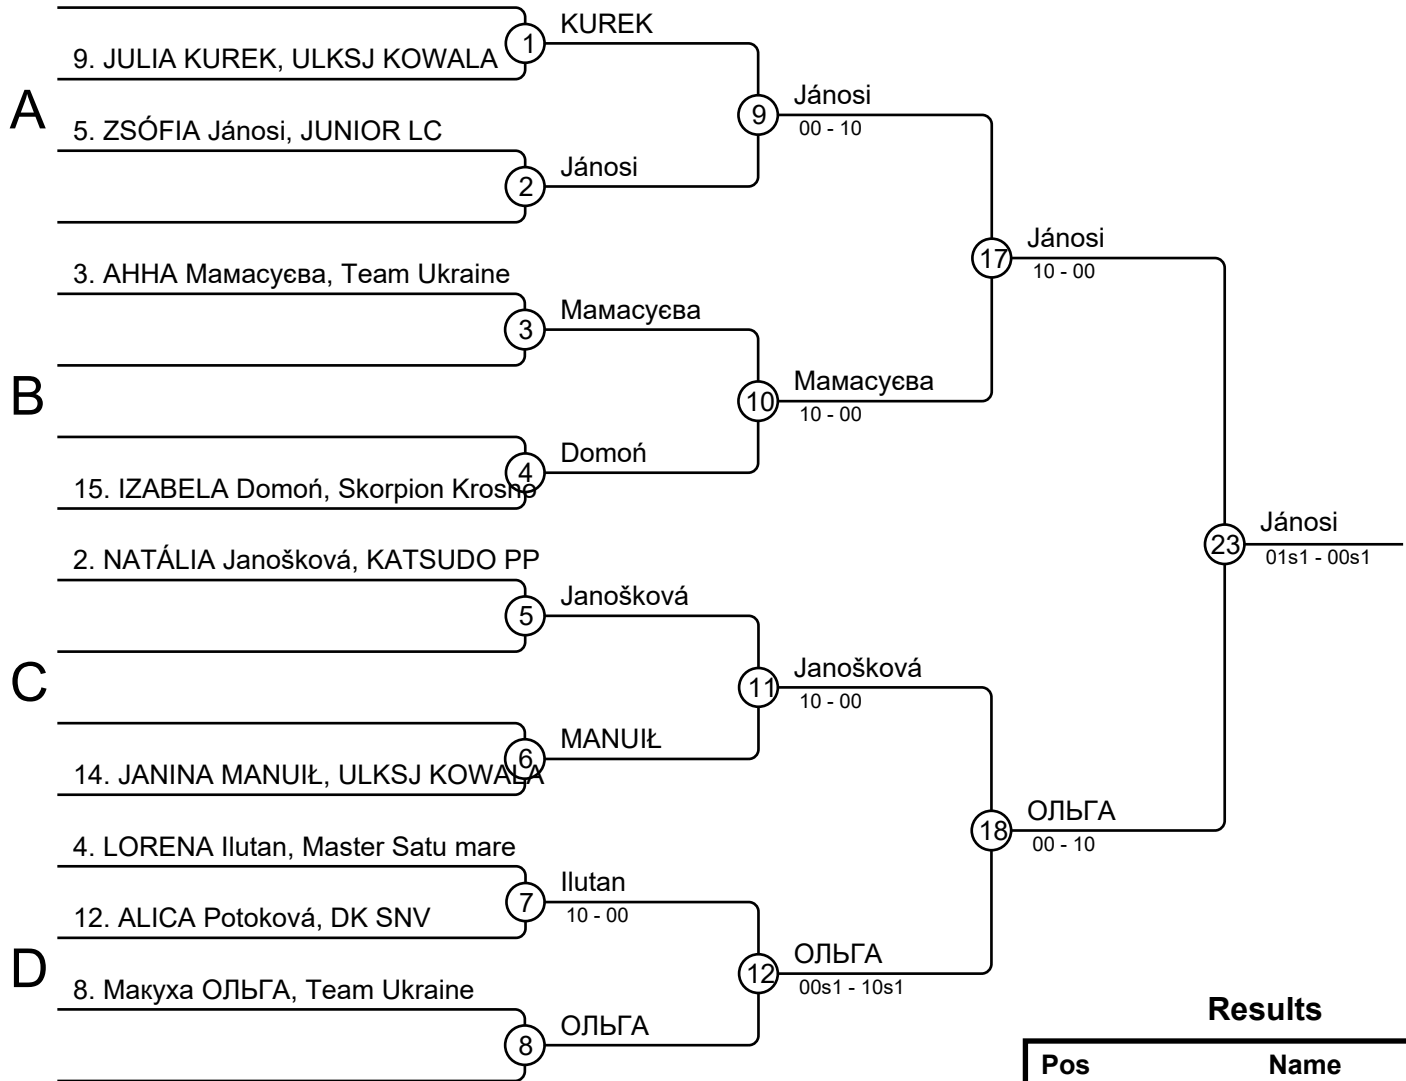 KUREK
1
9. JULIA KUREK, ULKSJ KOWALA
A
Jánosi
9
00 - 10
5. ZSÓFIA Jánosi, JUNIOR LC
Jánosi
2
Jánosi
17
10 - 00
3. АННА Мамасуєва, Team Ukraine
Мамасуєва
3
B
Мамасуєва
10
10 - 00
Domoń
4
15. IZABELA Domoń, Skorpion Krosno
Jánosi
23
01s1 - 00s1
2. NATÁLIA Janošková, KATSUDO PP
Janošková
5
C
Janošková
11
10 - 00
MANUIŁ
6
14. JANINA MANUIŁ, ULKSJ KOWALA
ОЛЬГА
18
00 - 10
4. LORENA Ilutan, Master Satu mare
Ilutan
7
10 - 00
12. ALICA Potoková, DK SNV
D
ОЛЬГА
12
00s1 - 10s1
8. Макуха ОЛЬГА, Team Ukraine
ОЛЬГА
8
Results
Pos Name